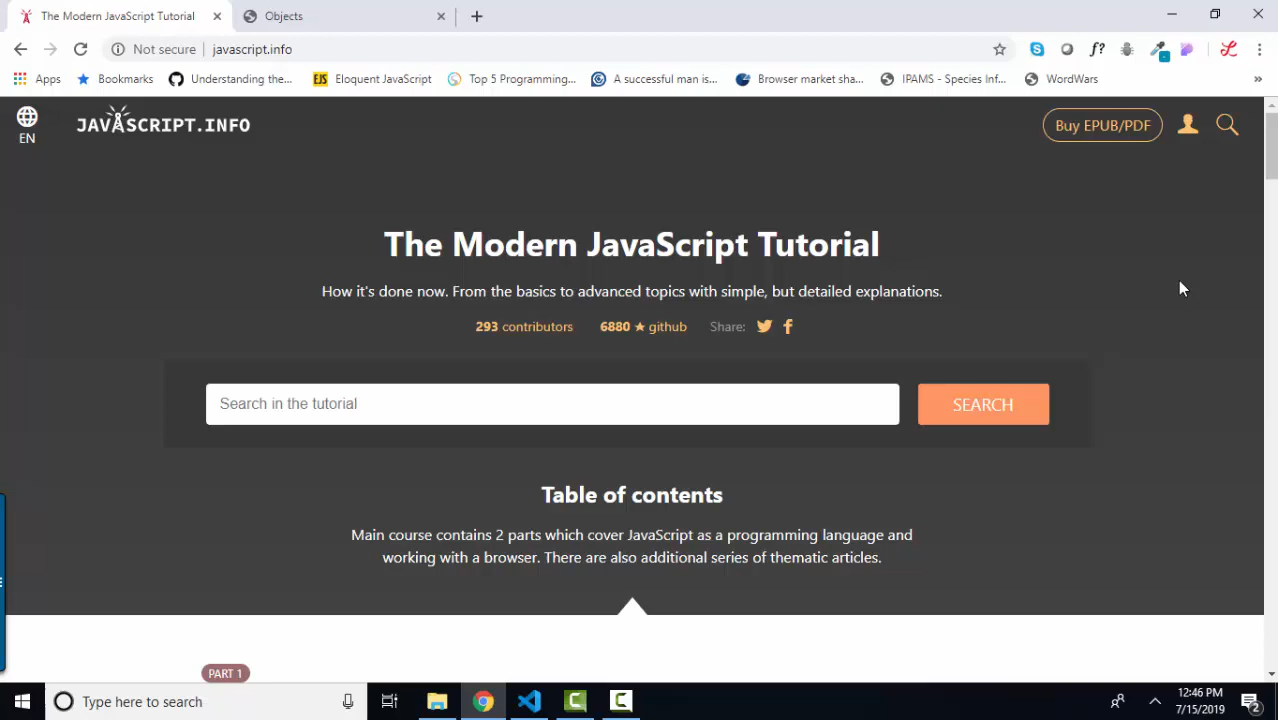 The Modern JavaScript Tutorial
Objects
Not secure
javascript.info
f?
Apps
Bookmarks
Understanding the...
EJS
Eloquent JavaScript
Top 5 Programming...
A successful man is...
Browser market sha...
IPAMS - Species Inf...
WordWars
»
EN
JAVASCRIPT.INFO
Buy EPUB/PDF
The Modern JavaScript Tutorial
How it's done now. From the basics to advanced topics with simple, but detailed explanations.
293 contributors
6880 ★ github
Share:
Search in the tutorial
SEARCH
Table of contents
Main course contains 2 parts which cover JavaScript as a programming language and
working with a browser. There are also additional series of thematic articles.
PART 1
Type here to search
12:46 PM
7/15/2019
2